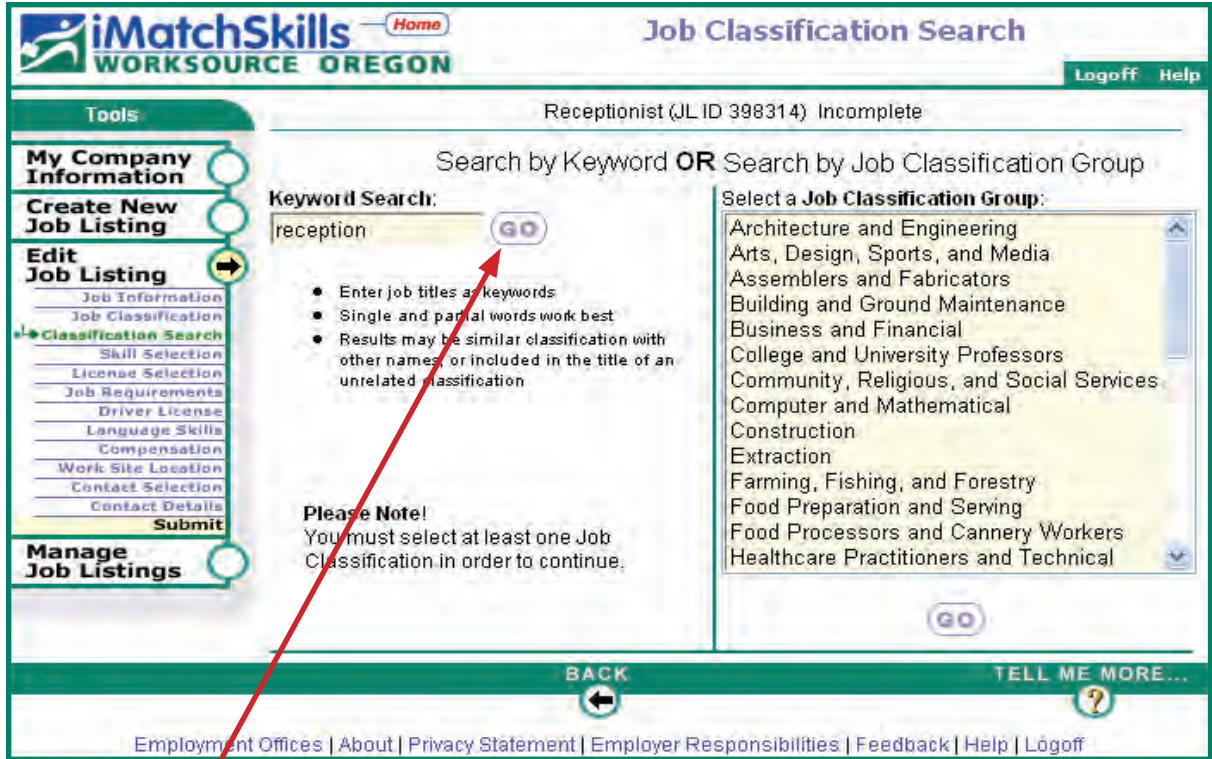 iMatchSkills Home
WORKSOURCE OREGON
Job Classification Search
Logoff Help
Tools
Receptionist (JL ID 398314) Incomplete
My Company
Information
Create New
Job Listing
Edit
Job Listing
Job Information
Job Classification
Classification Search
Skill Selection
License Selection
Job Requirements
Driver License
Language Skills
Compensation
Work Site Location
Contact Selection
Contact Details
Submit
Manage
Job Listings
Search by Keyword OR Search by Job Classification Group
Keyword Search:
reception GO
Enter job titles as keywords
Single and partial words work best
Results may be similar classification with
other names, or included in the title of an
unrelated classification
Please Note!
You must select at least one Job
Classification in order to continue.
Select a Job Classification Group:
Architecture and Engineering
Arts, Design, Sports, and Media
Assemblers and Fabricators
Building and Ground Maintenance
Business and Financial
College and University Professors
Community, Religious, and Social Services
Computer and Mathematical
Construction
Extraction
Farming, Fishing, and Forestry
Food Preparation and Serving
Food Processors and Cannery Workers
Healthcare Practitioners and Technical
GO
BACK
TELL ME MORE...
?
Employment Offices | About | Privacy Statement | Employer Responsibilities | Feedback | Help | Logoff